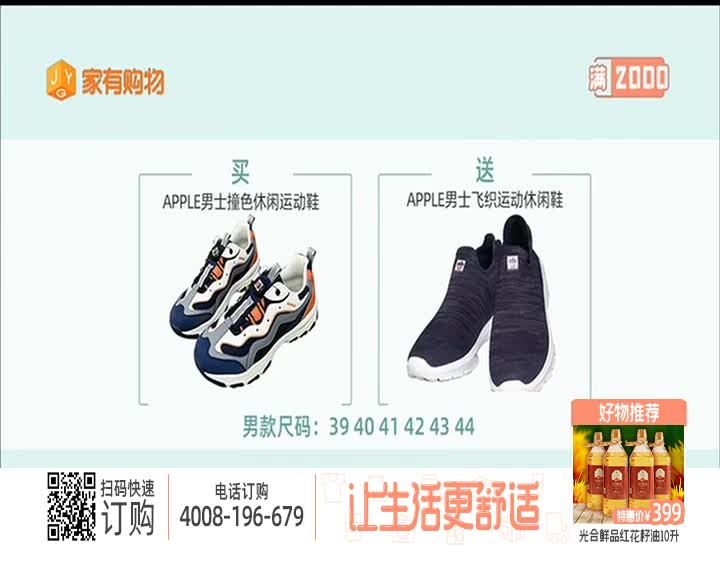 JYG 家有购物
满2000
买
APPLE男士撞色休闲运动鞋
送
APPLE男士飞织运动休闲鞋
男款尺码：39 40 41 42 43 44
扫码快速
订购
电话订购
4008-196-679
让生活更舒适
好物推荐
特惠价¥399
光合鲜品红花籽油10升